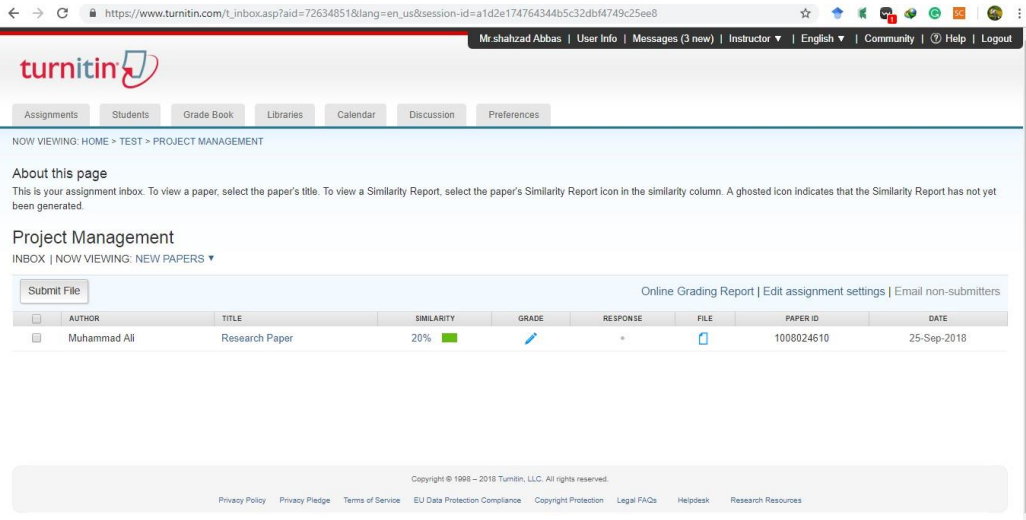 https://www.turnitin.com/t_inbox.asp?aid=72634851&lang=en_us&session-id=a1d2e174764344b5c32dbf4749c25ee8
Mr.shahzad Abbas | User Info | Messages (3 new) | Instructor ▼ | English ▼ | Community | ? Help | Logout
turnitin
Assignments Students Grade Book Libraries Calendar Discussion Preferences
NOW VIEWING: HOME > TEST > PROJECT MANAGEMENT
About this page
This is your assignment inbox. To view a paper, select the paper's title. To view a Similarity Report, select the paper's Similarity Report icon in the similarity column. A ghosted icon indicates that the Similarity Report has not yet
been generated.
Project Management
INBOX | NOW VIEWING: NEW PAPERS ▼
Submit File Online Grading Report | Edit assignment settings | Email non-submitters
AUTHOR TITLE SIMILARITY GRADE RESPONSE FILE PAPER ID DATE
Muhammad Ali Research Paper 20% 1008024610 25-Sep-2018
Copyright © 1998 – 2018 Turnitin, LLC. All rights reserved.
Privacy Policy Privacy Pledge Terms of Service EU Data Protection Compliance Copyright Protection Legal FAQs Helpdesk Research Resources